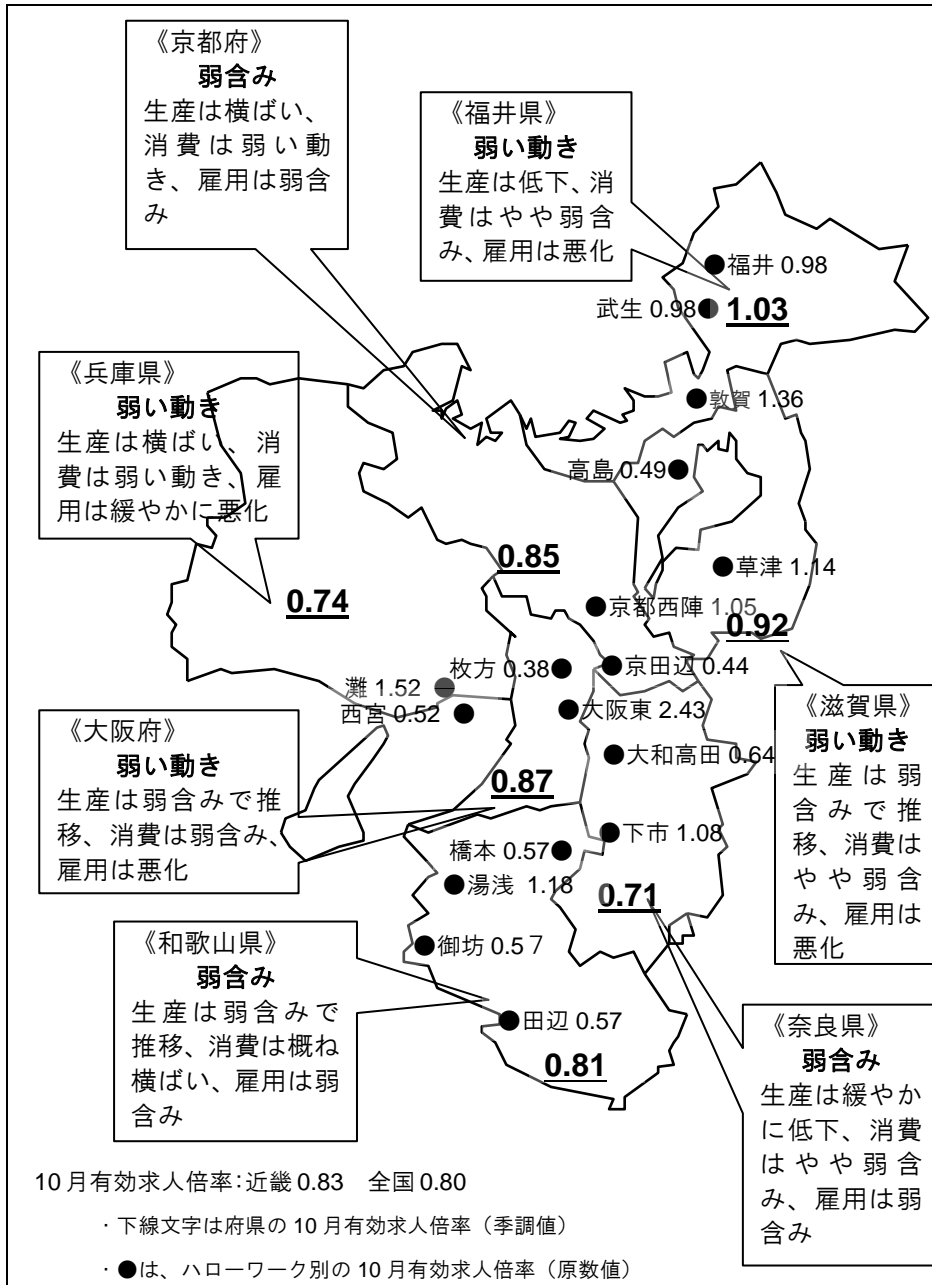 《京都府》
弱含み
生産は横ばい、
消費は弱い動
き、雇用は弱含
み
《福井県》
弱い動き
生産は低下、消
費はやや弱含
み、雇用は悪化
福井 0.98
武生 0.98
1.03
《兵庫県》
弱い動き
生産は横ばい、消
費は弱い動き、雇
用は緩やかに悪化
敦賀 1.36
高島 0.49
0.85
草津 1.14
0.74
京都西陣 1.05
0.92
枚方 0.38
京田辺 0.44
灘 1.52
西宮 0.52
大阪東 2.43
《滋賀県》
弱い動き
生産は弱
含みで推
移、消費は
やや弱含
み、雇用は
悪化
《大阪府》
弱い動き
生産は弱含みで推
移、消費は弱含み、
雇用は悪化
大和高田 0.64
0.87
下市 1.08
橋本 0.57
湯浅 1.18
0.71
御坊 0.57
《和歌山県》
弱含み
生産は弱含みで
推移、消費は概ね
横ばい、雇用は弱
含み
田辺 0.57
0.81
《奈良県》
弱含み
生産は緩やか
に低下、消費
はやや弱含
み、雇用は弱
含み
10月有効求人倍率：近畿 0.83　全国 0.80
・下線文字は府県の 10 月有効求人倍率（季調値）
・●は、ハローワーク別の 10 月有効求人倍率（原数値）